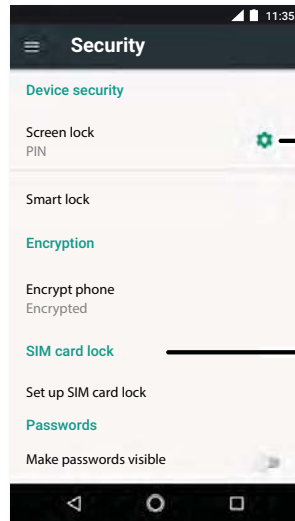 11:35
Security
Device security
Screen lock
PIN
Smart lock
Encryption
Encrypt phone
Encrypted
SIM card lock
Set up SIM card lock
Passwords
Make passwords visible